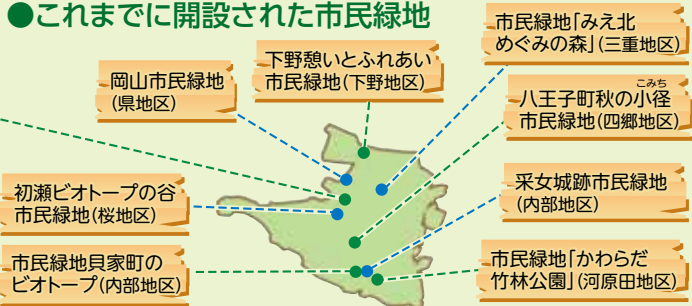 ●これまでに開設された市民緑地
岡山市民緑地
(県地区)
下野憩いとふれあい
市民緑地(下野地区)
市民緑地「みえ北
めぐみの森」(三重地区)
こみち
八王子町秋の小径
市民緑地(四郷地区)
初瀬ビオトープの谷
市民緑地(桜地区)
采女城跡市民緑地
(内部地区)
市民緑地貝家町の
ビオトープ(内部地区)
市民緑地「かわらだ
竹林公園」(河原田地区)